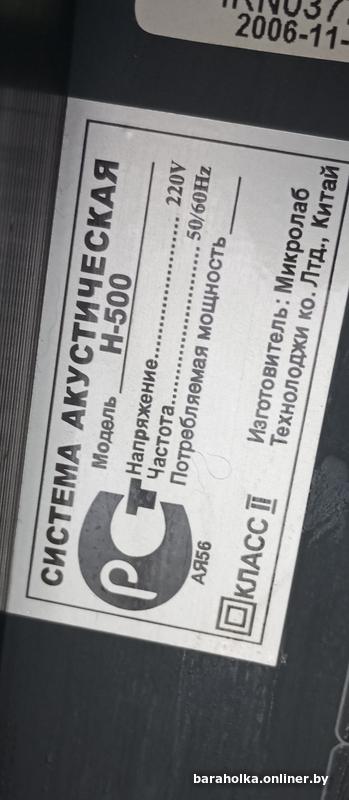 2006-11-
СИСТЕМА АКУСТИЧЕСКАЯ
Модель H-500
Напряжение 220V
Частота 50/60Hz
Потребляемая мощность
РСТ
АЯ56
КЛАСС II
Изготовитель: Микролаб
Технолоджи ко. Лтд., Китай
baraholka.onliner.by